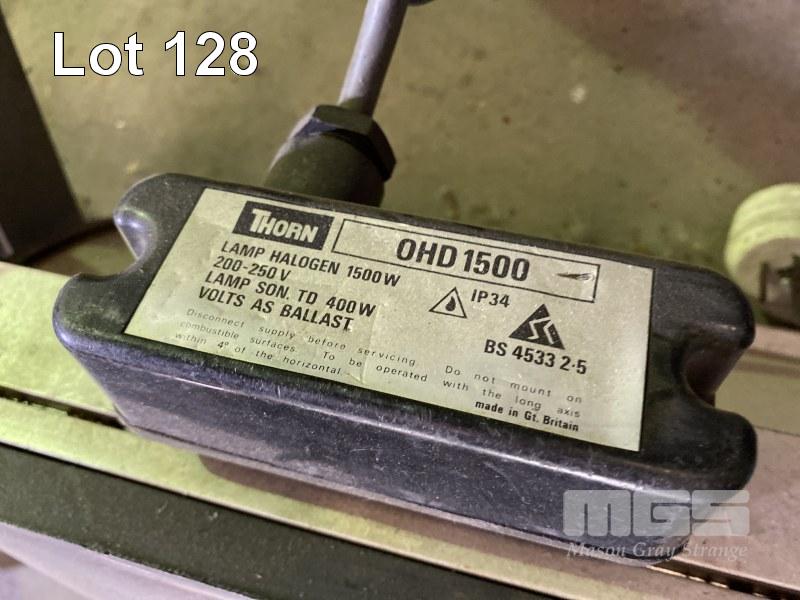 Lot 128
THORN
OHD 1500
LAMP HALOGEN 1500W
200-250V
LAMP SON. TD 400W
VOLTS AS BALLAST.
IP34
BS 4533 2·5
Disconnect supply before servicing. Do not mount on
combustible surfaces. To be operated with the long axis
within 4° of the horizontal.
made in Gt. Britain
MGS
Mason Gray Strange